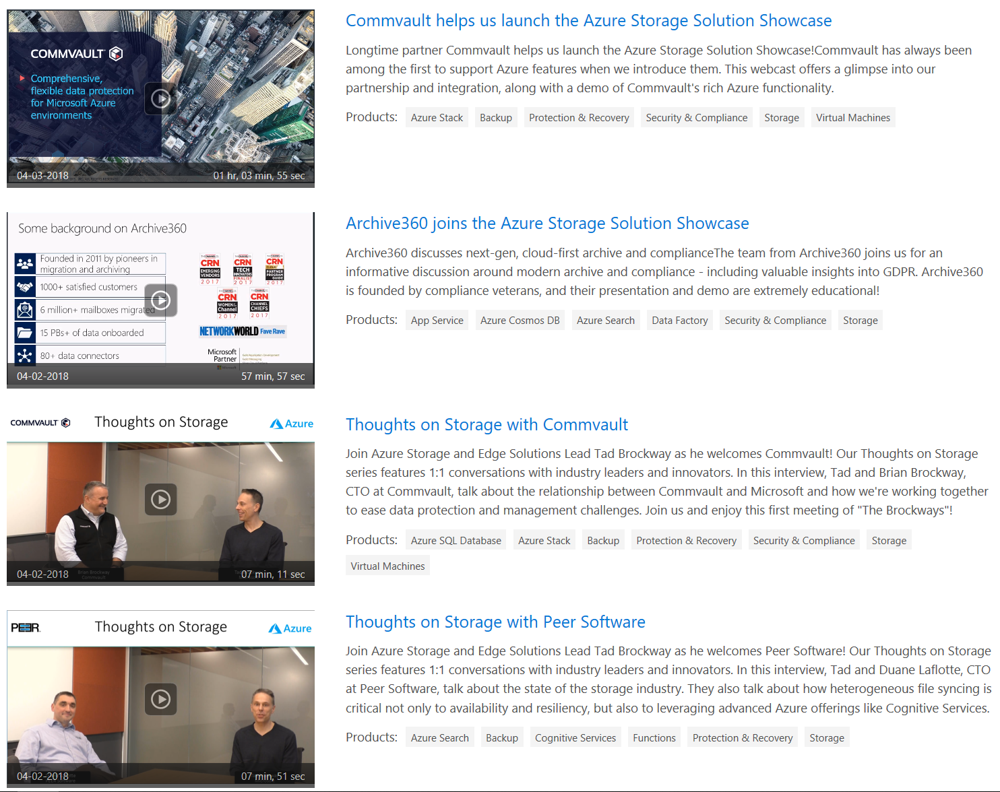 COMMVAULT
Comprehensive,
flexible data protection
for Microsoft Azure
environments
04-03-2018
01 hr, 03 min, 55 sec
Commvault helps us launch the Azure Storage Solution Showcase
Longtime partner Commvault helps us launch the Azure Storage Solution Showcase!Commvault has always been
among the first to support Azure features when we introduce them. This webcast offers a glimpse into our
partnership and integration, along with a demo of Commvault's rich Azure functionality.
Products: Azure Stack Backup Protection & Recovery Security & Compliance Storage Virtual Machines
Some background on Archive360
Founded in 2011 by pioneers in
migration and archiving
1000+ satisfied customers
6 million+ mailboxes migrated
15 PBs+ of data onboarded
80+ data connectors
CRN
EMERGING
VENDORS
2017
CRN
TECH
INNOVATORS
FINALIST
2017
CRN
CLOUD
PARTNER
PROGRAM
GUIDE
CRN
WOMEN OF THE
Channel
2017
CRN
CHANNEL
CHIEFS
2017
NETWORKWORLD Fave Rave
Microsoft
Partner
Microsoft
04-02-2018
57 min, 57 sec
Archive360 joins the Azure Storage Solution Showcase
Archive360 discusses next-gen, cloud-first archive and complianceThe team from Archive360 joins us for an
informative discussion around modern archive and compliance - including valuable insights into GDPR. Archive360
is founded by compliance veterans, and their presentation and demo are extremely educational!
Products: App Service Azure Cosmos DB Azure Search Data Factory Security & Compliance Storage
COMMVAULT Thoughts on Storage Azure
Brian Brockway
Commvault
04-02-2018
07 min, 11 sec
Thoughts on Storage with Commvault
Join Azure Storage and Edge Solutions Lead Tad Brockway as he welcomes Commvault! Our Thoughts on Storage
series features 1:1 conversations with industry leaders and innovators. In this interview, Tad and Brian Brockway,
CTO at Commvault, talk about the relationship between Commvault and Microsoft and how we're working together
to ease data protection and management challenges. Join us and enjoy this first meeting of "The Brockways"!
Products: Azure SQL Database Azure Stack Backup Protection & Recovery Security & Compliance Storage
Virtual Machines
PEER Thoughts on Storage Azure
04-02-2018
07 min, 51 sec
Thoughts on Storage with Peer Software
Join Azure Storage and Edge Solutions Lead Tad Brockway as he welcomes Peer Software! Our Thoughts on Storage
series features 1:1 conversations with industry leaders and innovators. In this interview, Tad and Duane Laflotte, CTO
at Peer Software, talk about the state of the storage industry. They also talk about how heterogeneous file syncing is
critical not only to availability and resiliency, but also to leveraging advanced Azure offerings like Cognitive Services.
Products: Azure Search Backup Cognitive Services Functions Protection & Recovery Storage